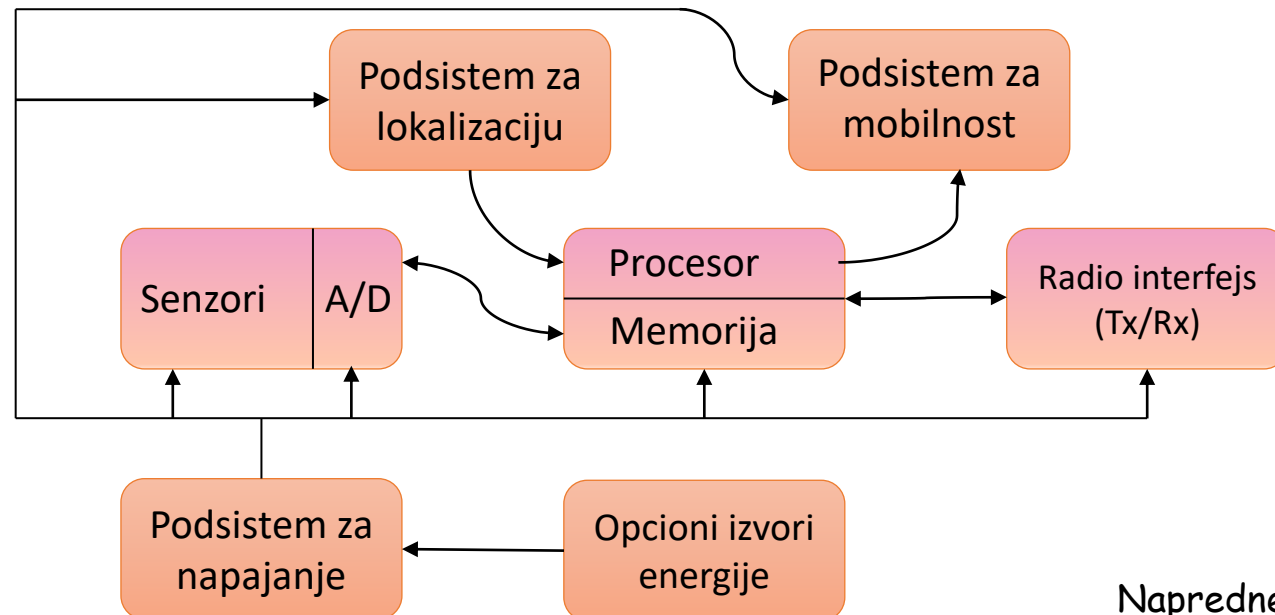 Podsistem za
lokalizaciju
Podsistem za
mobilnost
Senzori
A/D
Procesor
Memorija
Radio interfejs
(Tx/Rx)
Podsistem za
napajanje
Opcioni izvori
energije
Napredne